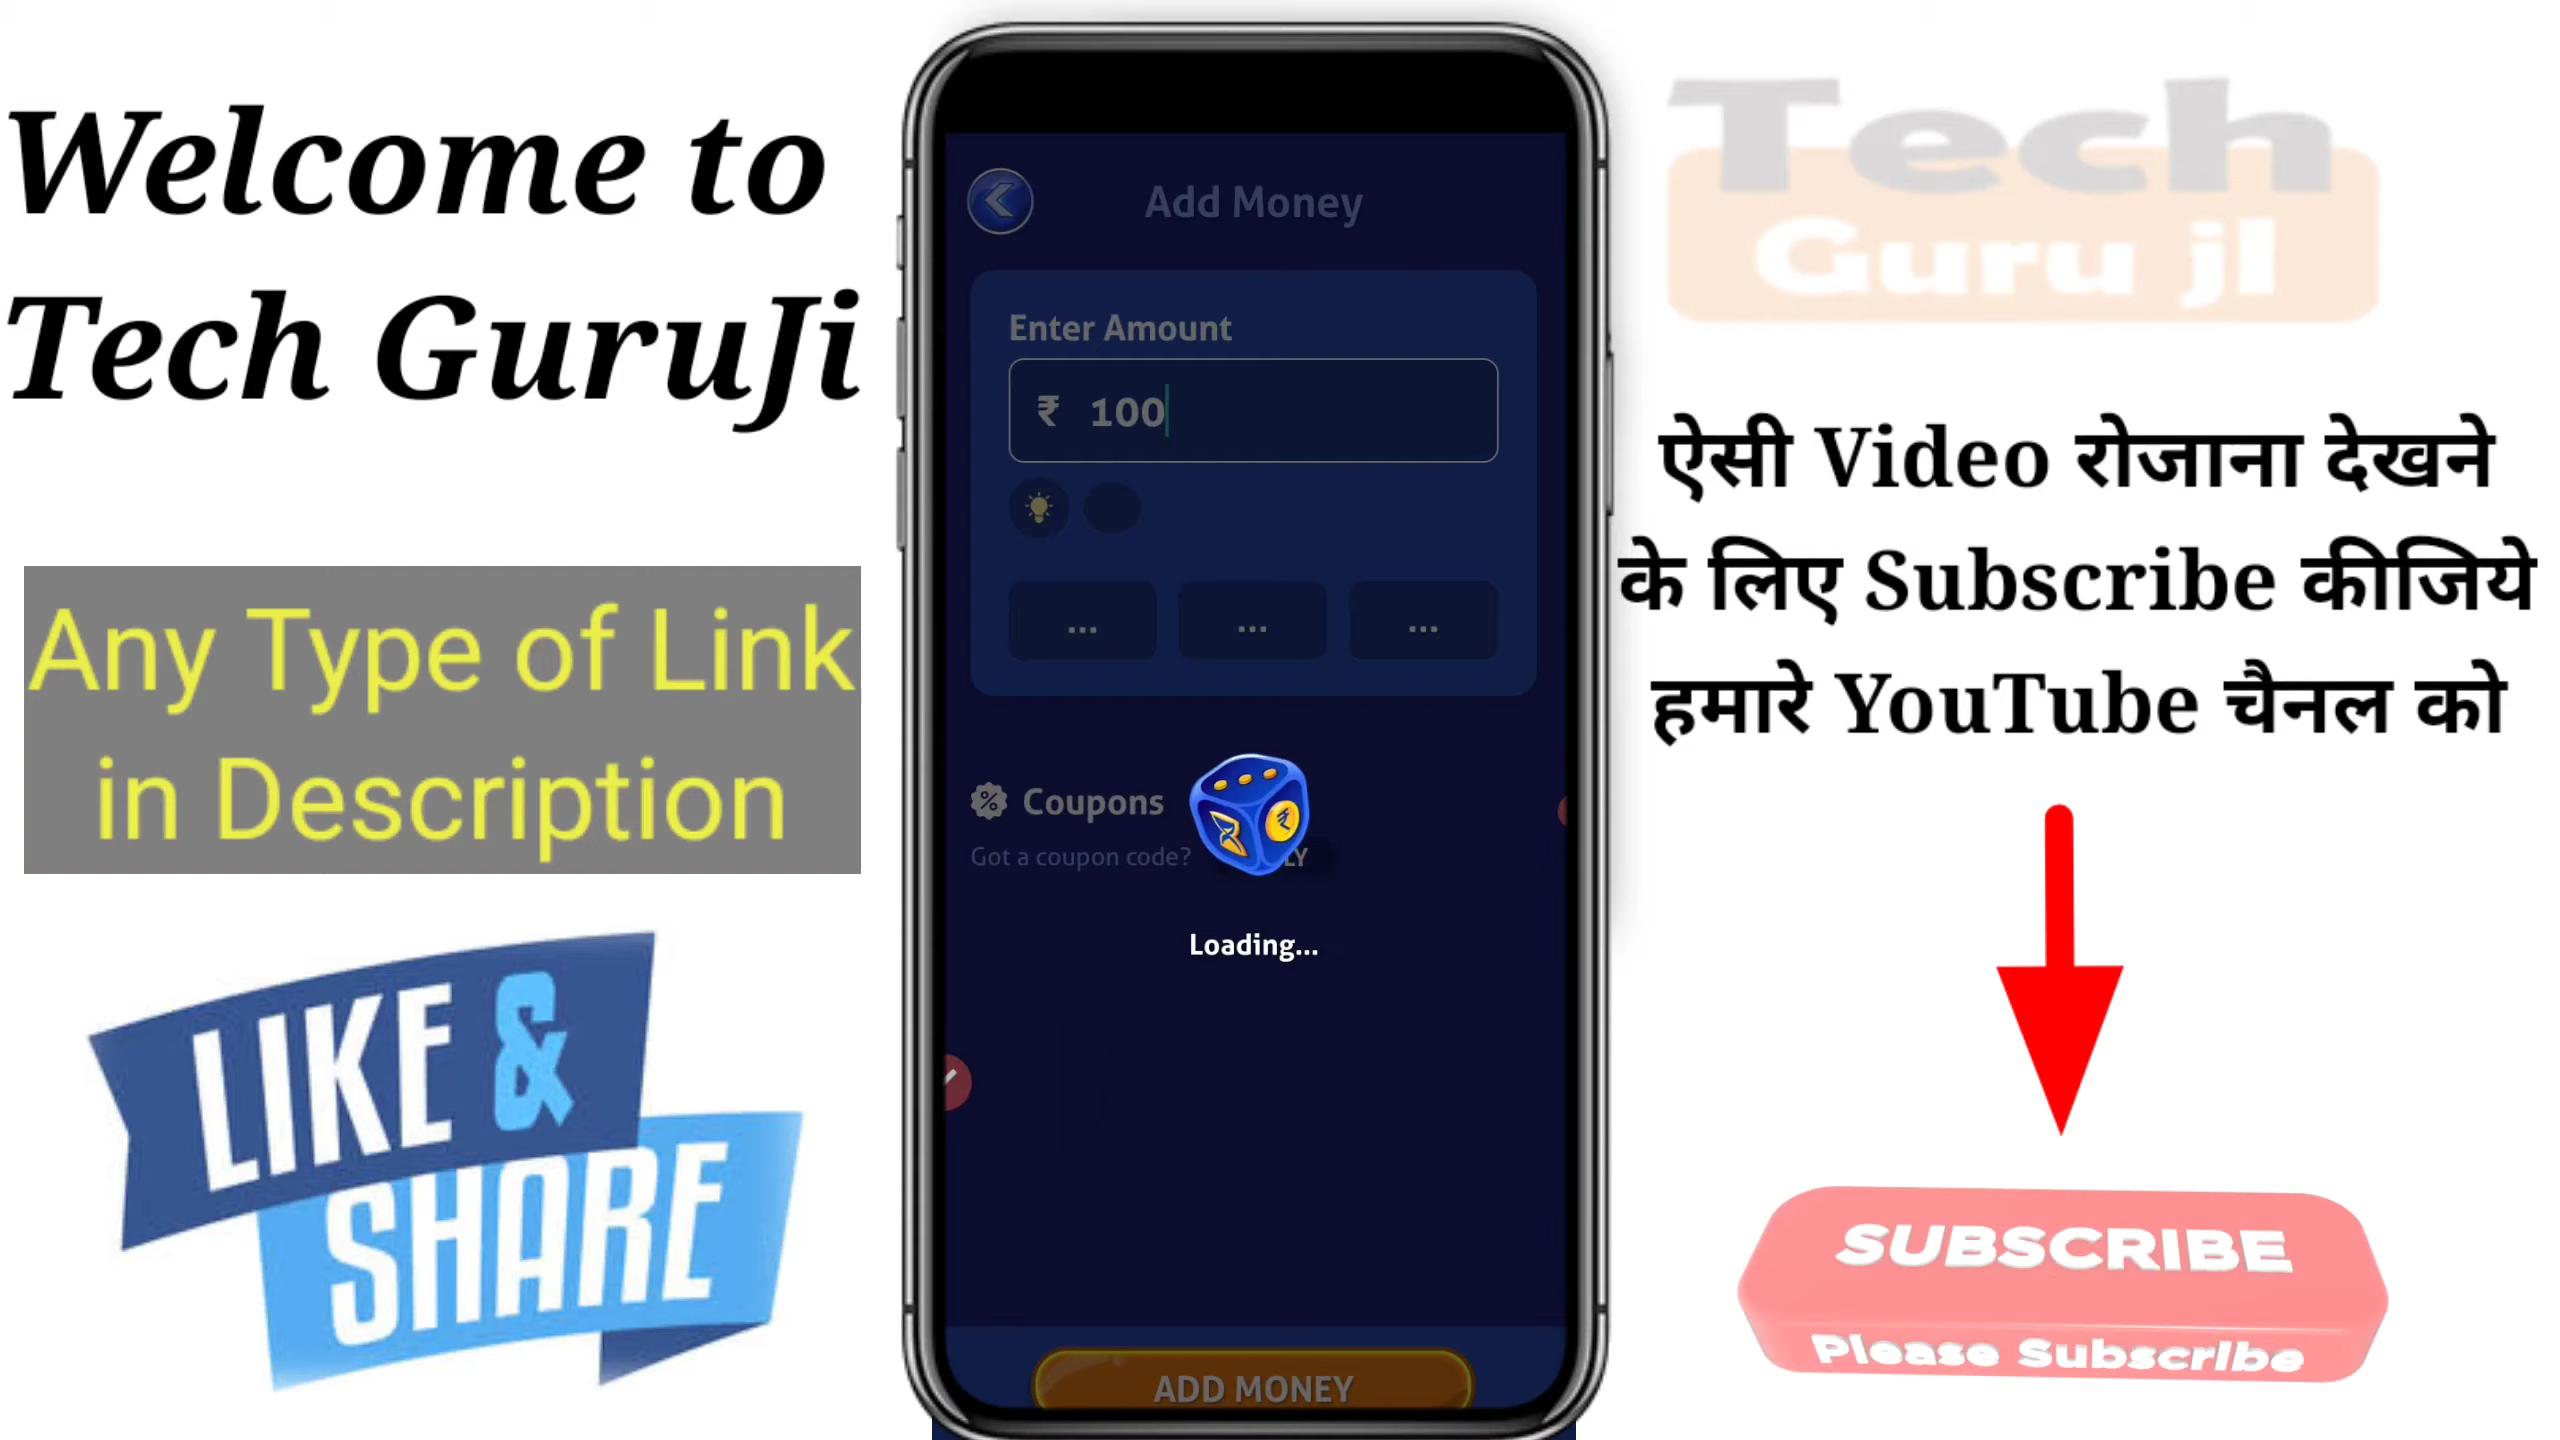 Welcome to
Tech GuruJi
Any Type of Link
in Description
LIKE &
SHARE
Add Money
Enter Amount
₹ 100
...
...
...
Coupons
Got a coupon code?
Loading...
ADD MONEY
Tech
Guru jI
ऐसी Video रोजाना देखने
के लिए Subscribe कीजिये
हमारे YouTube चैनल को
SUBSCRIBE
Please Subscribe